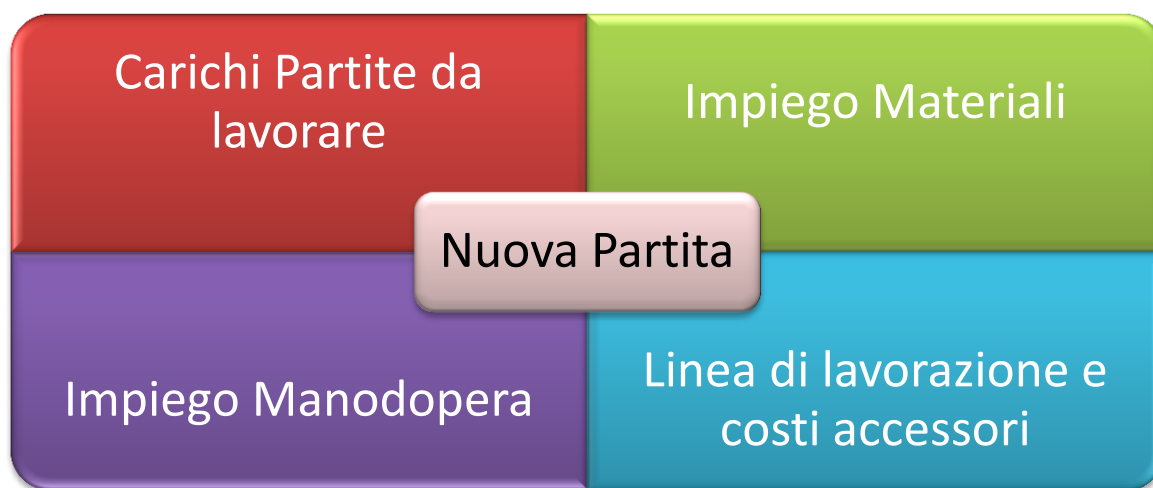 Carichi Partite da
lavorare
Impiego Materiali
Nuova Partita
Impiego Manodopera
Linea di lavorazione e
costi accessori